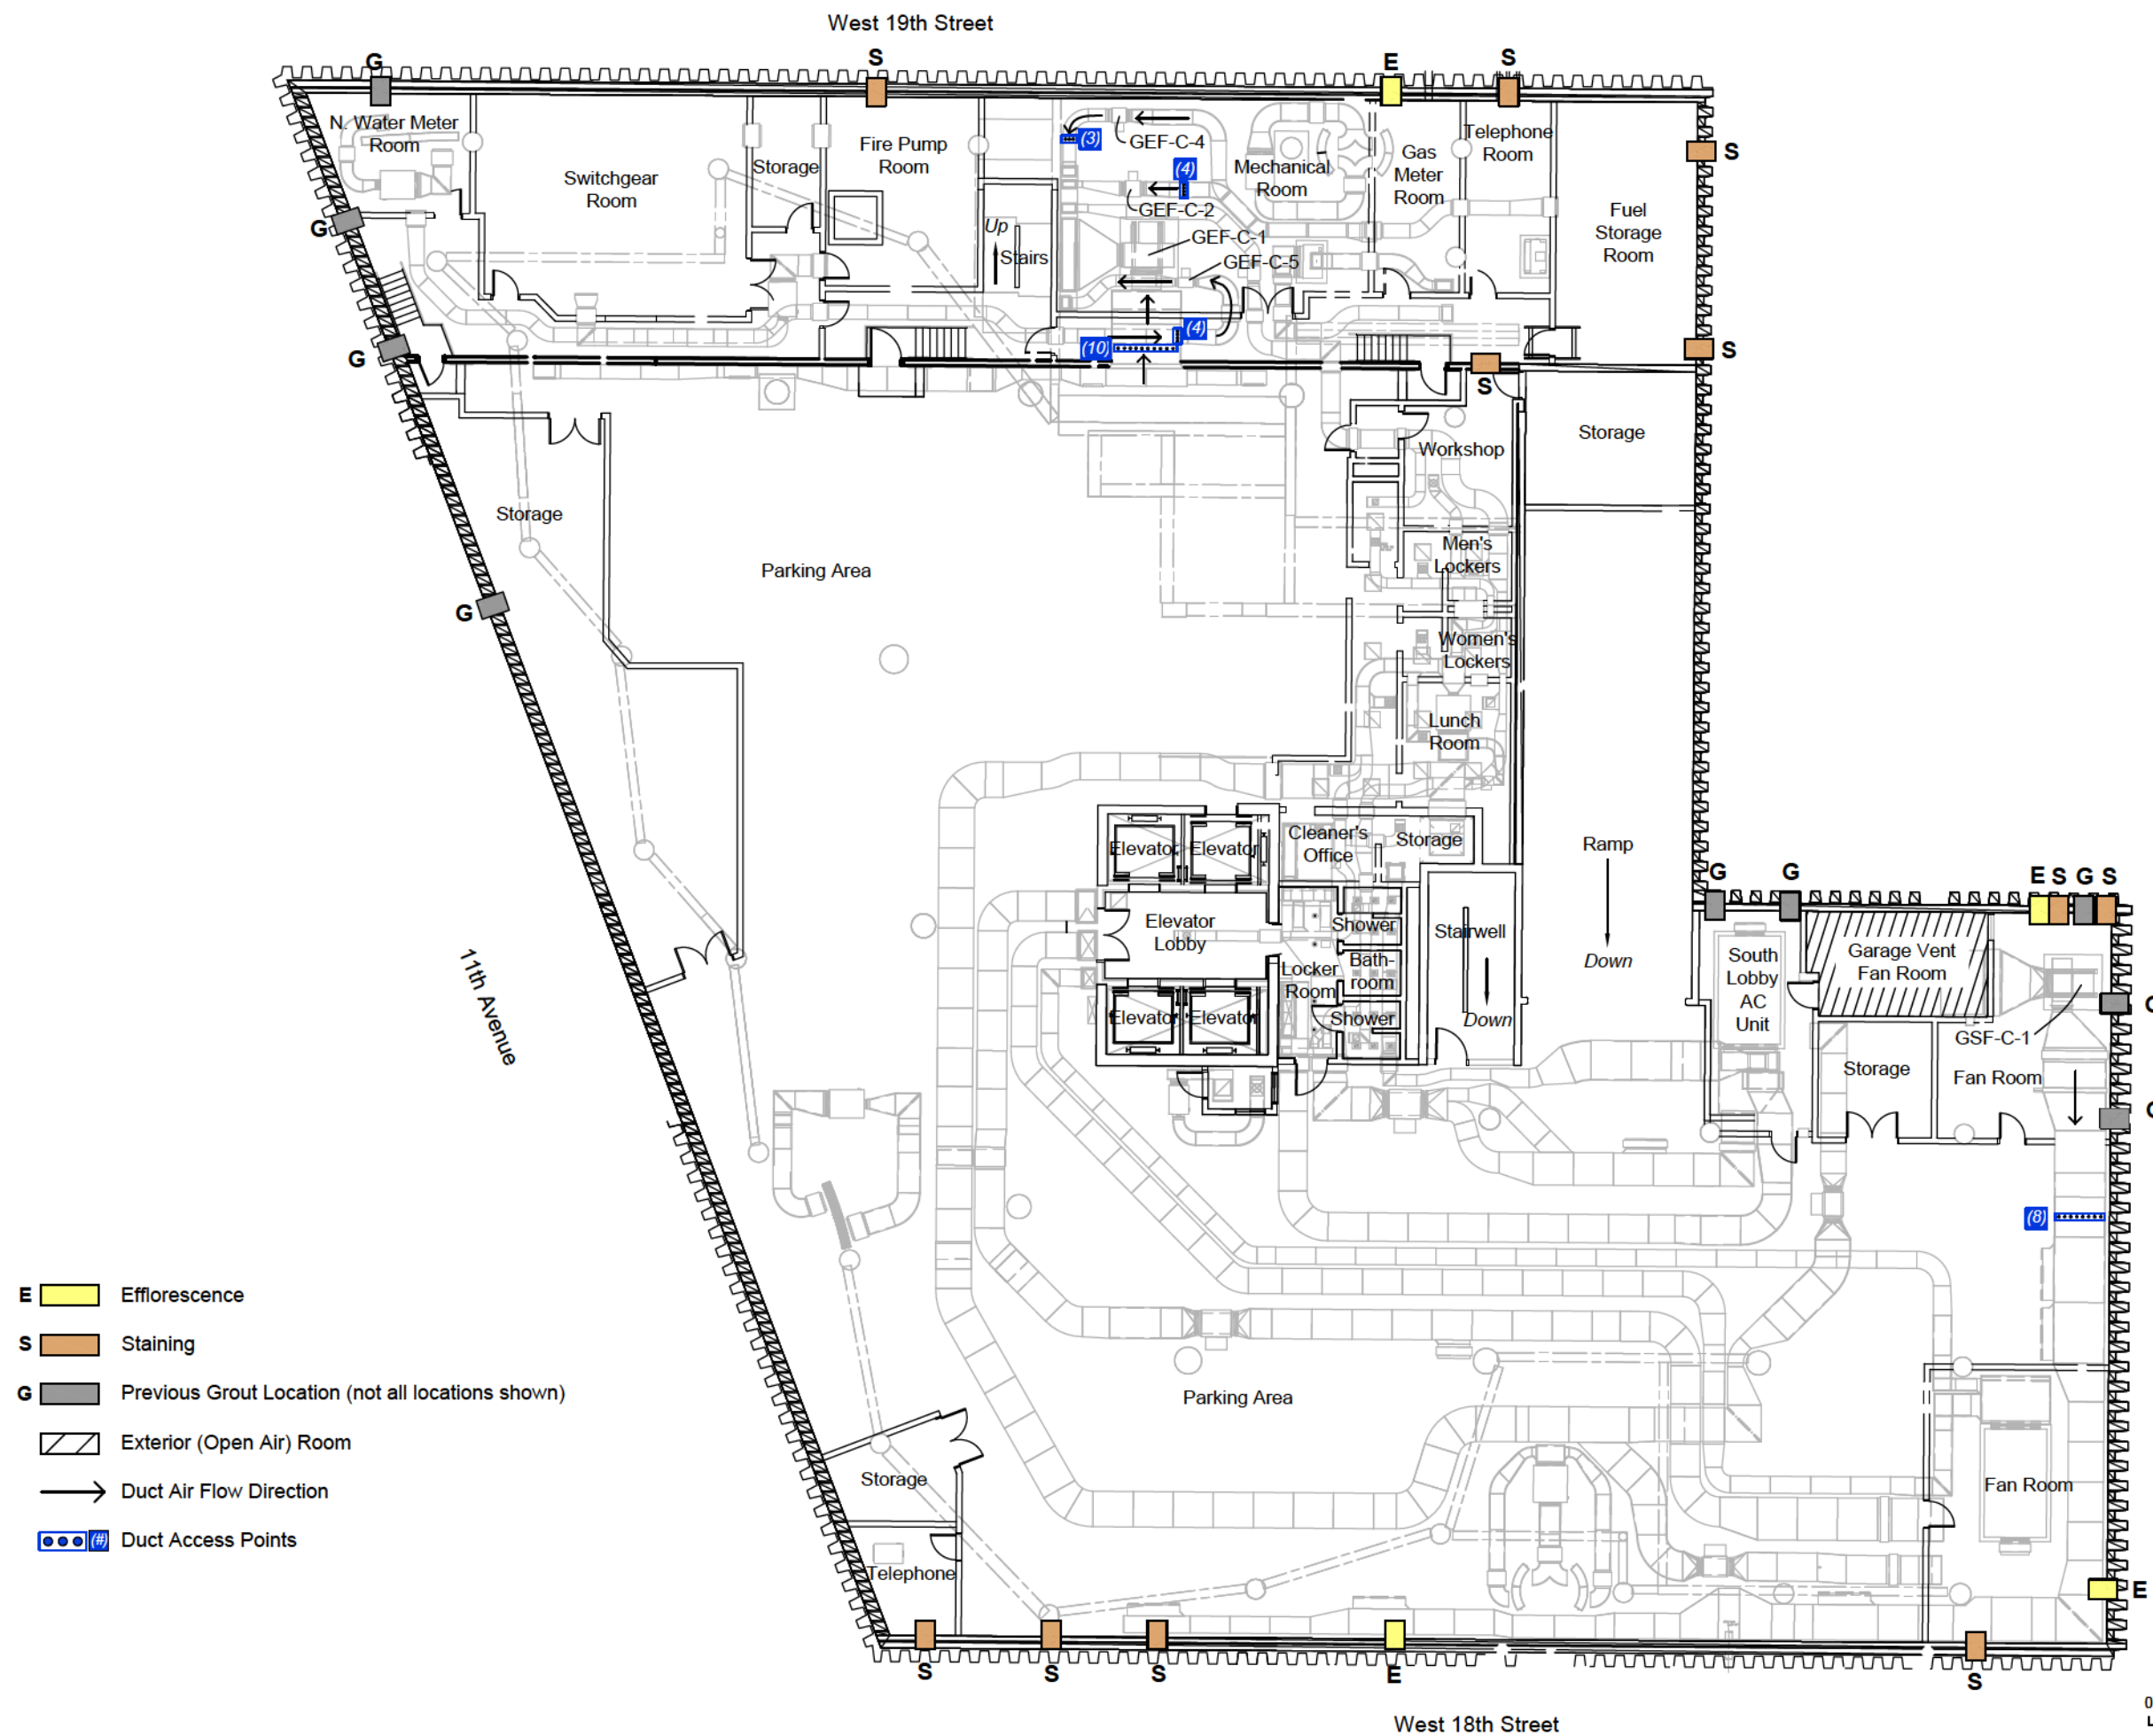 West 19th Street
G
S
E
S
N. Water Meter
Room
Switchgear
Room
Storage
Fire Pump
Room
(3)
GEF-C-4
(4)
GEF-C-2
Mechanical
Room
Gas
Meter
Room
Telephone
Room
S
Fuel
Storage
Room
G
Up
Stairs
GEF-C-1
GEF-C-5
(4)
(10)
G
S
S
Storage
Workshop
Storage
Men's
Lockers
Parking Area
G
Women's
Lockers
Lunch
Room
Elevator
Elevator
Cleaner's
Office
Storage
Ramp
G
G
E
S
G
S
Elevator
Lobby
Shower
Stairwell
Down
Locker
Room
Bath-
room
South
Lobby
AC
Unit
Garage Vent
Fan Room
11th Avenue
Elevator
Elevator
Shower
Down
GSF-C-1
Storage
Fan Room
(8)
E
Efflorescence
S
Staining
G
Previous Grout Location (not all locations shown)
Exterior (Open Air) Room
Duct Air Flow Direction
(#)
Duct Access Points
Parking Area
Storage
Fan Room
Telephone
E
S
S
S
E
S
West 18th Street
0